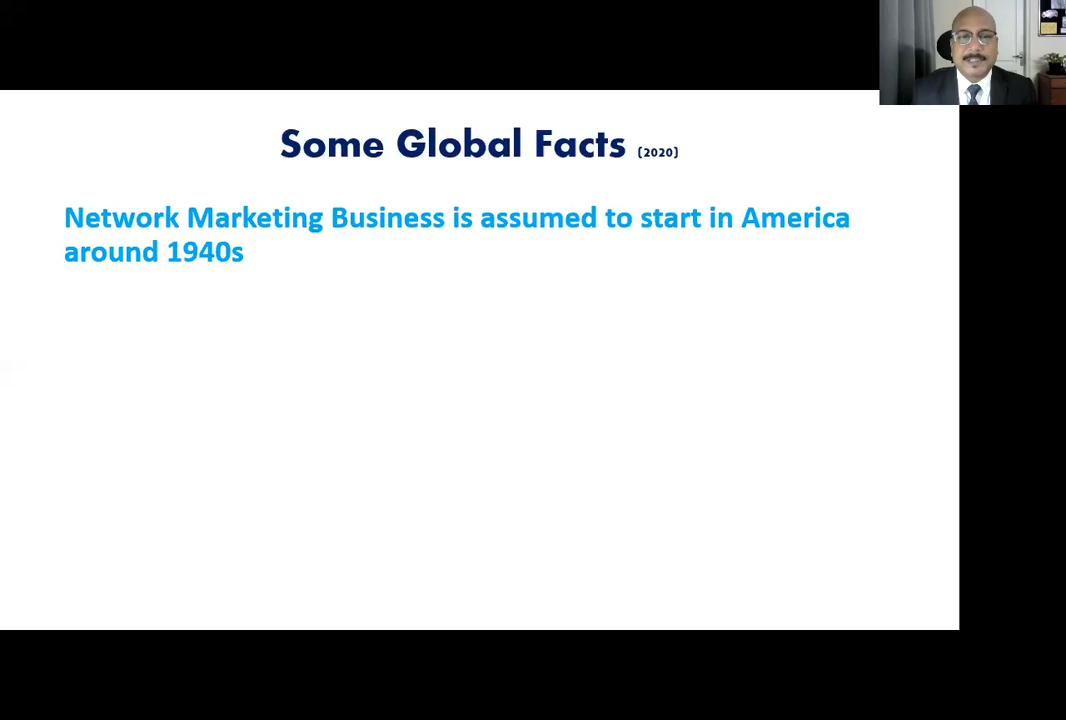 Some Global Facts (2020)
Network Marketing Business is assumed to start in America
around 1940s